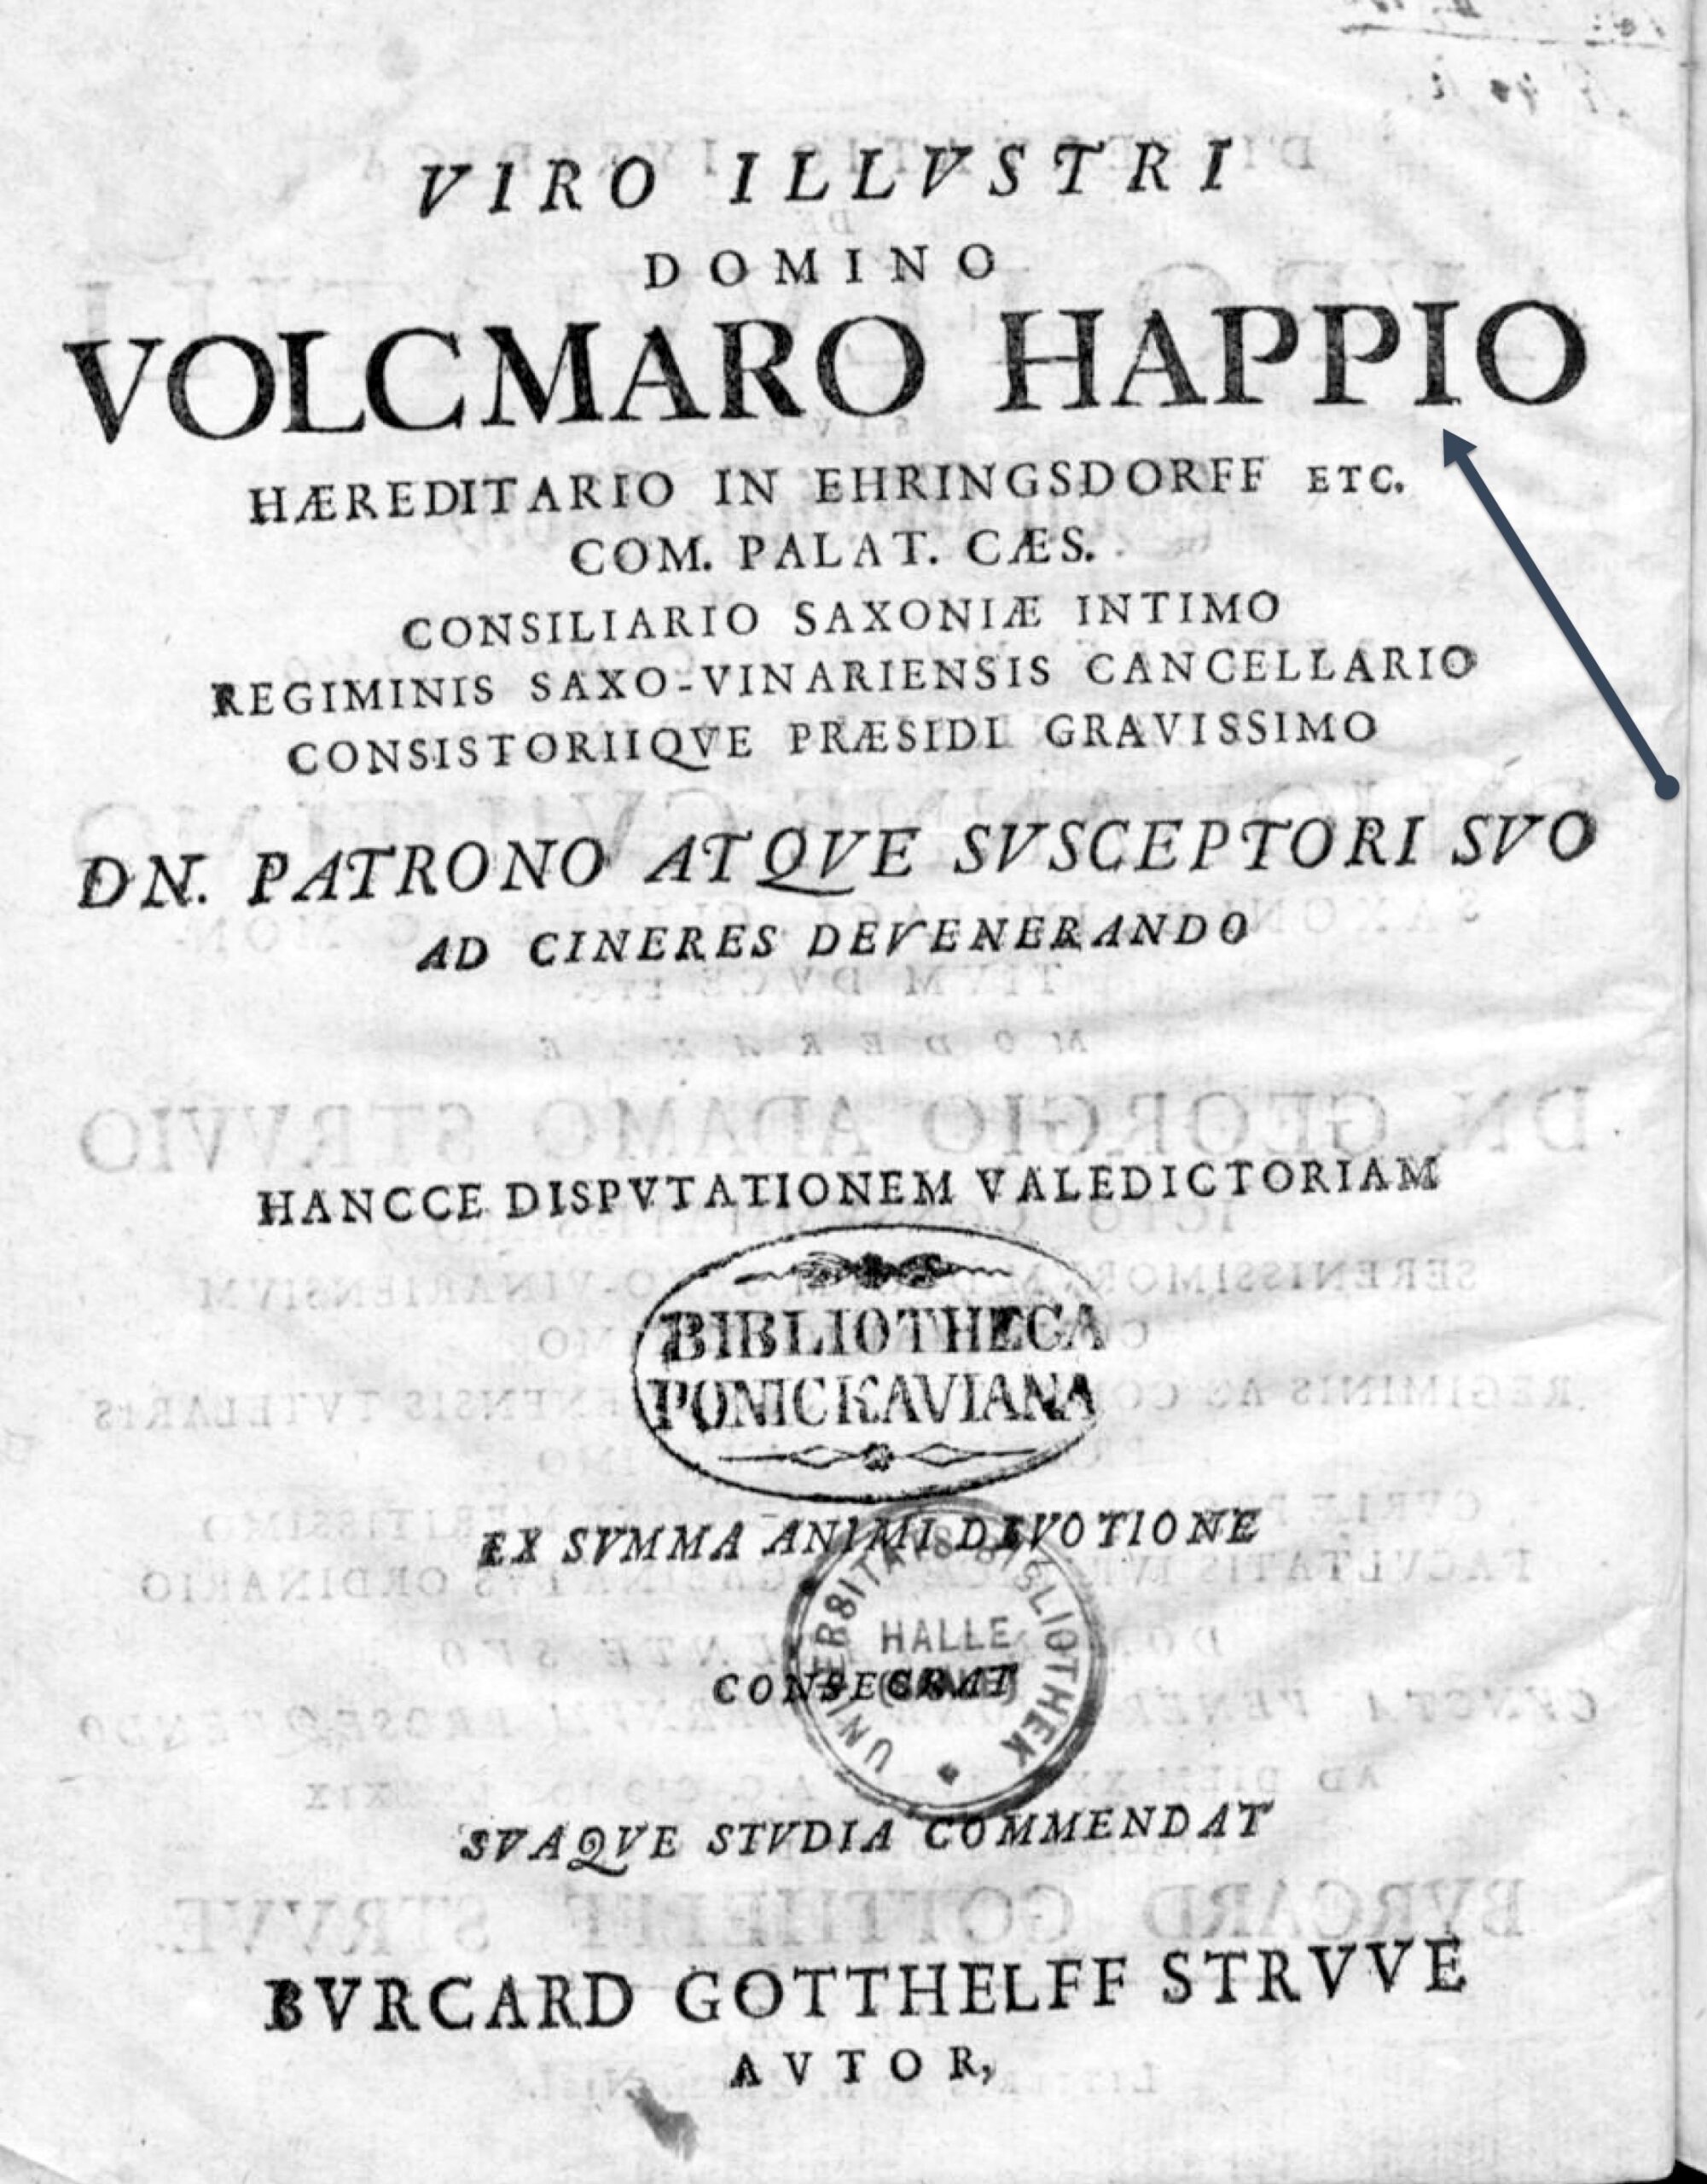 VIRO ILLVSTRI
DOMINO
VOLCMARO HAPPIO
HÆREDITARIO IN EHRINGSDORFF ETC.
COM. PALAT. CÆS.
CONSILIARIO SAXONIÆ INTIMO
REGIMINIS SAXO-VINARIENSIS CANCELLARIO
CONSISTORIIQVE PRÆSIDI GRAVISSIMO
DN. PATRONO ATQVE SVSCEPTORI SVO
AD CINERES DEVENERANDO
HANCCE DISPVTATIONEM VALEDICTORIAM
BIBLIOTHECA
PONICKAVIANA
EX SVMMA ANIMI DEVOTIONE
UNIVERSITÄTS BIBLIOTHEK
HALLE
CONSECRAT
SVAQVE STVDIA COMMENDAT
BVRCARD GOTTHELFF STRVVE
AVTOR,